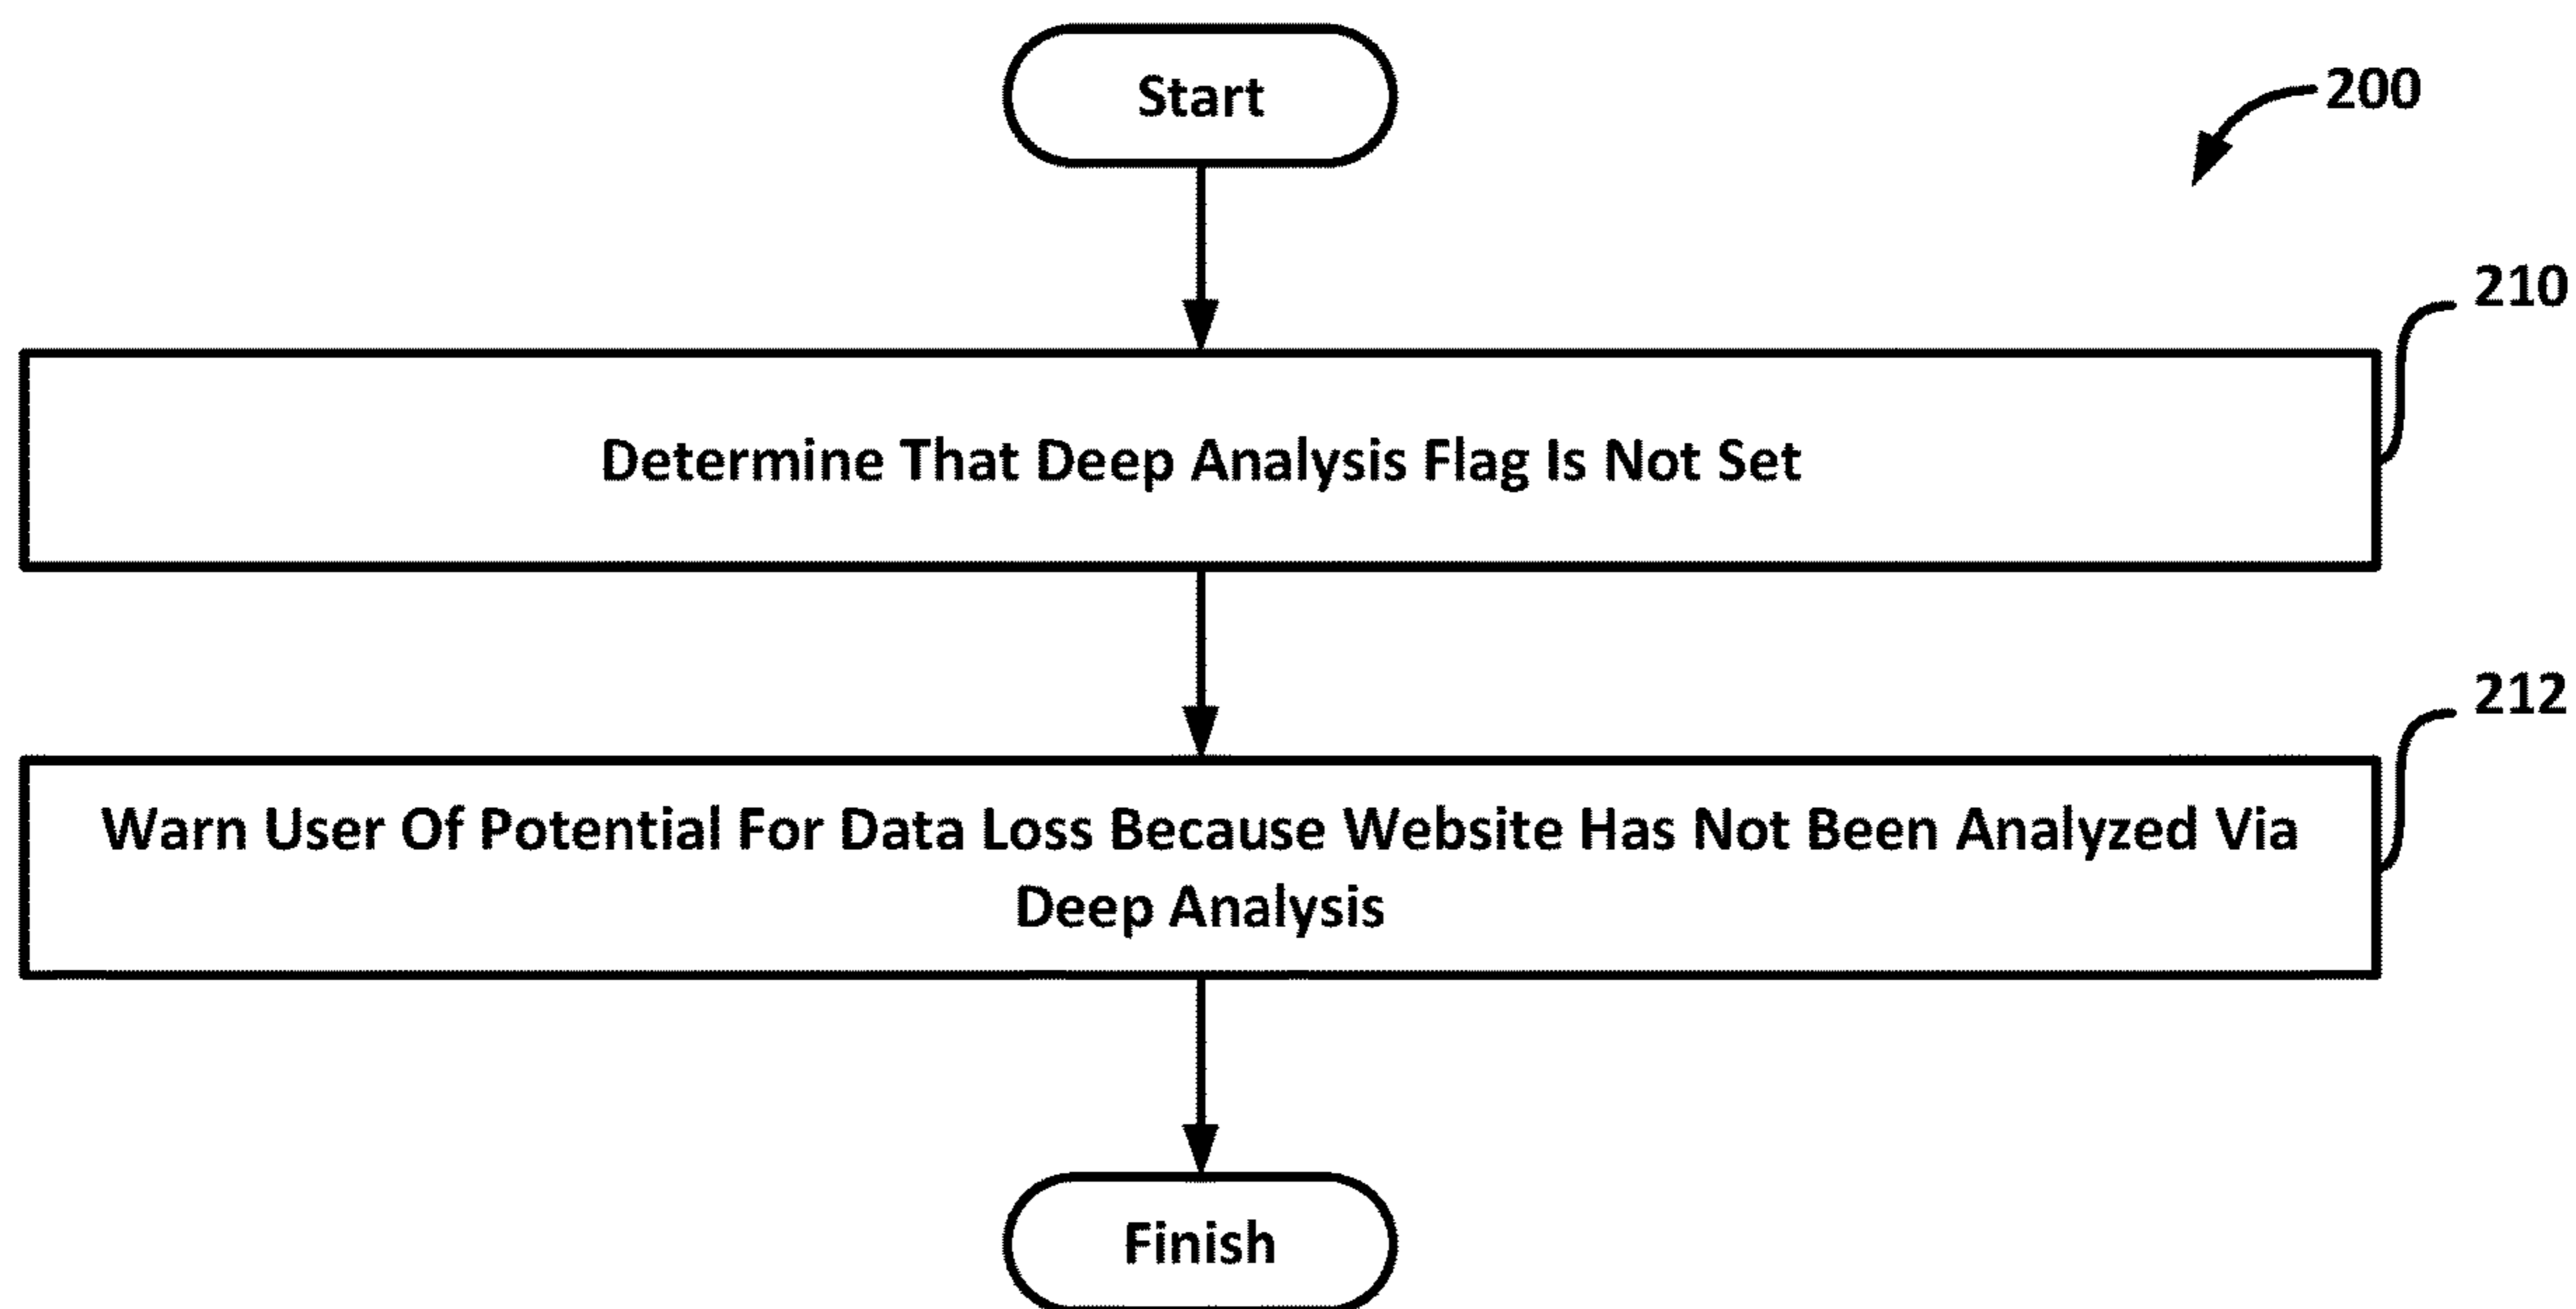 Start
200
210
Determine That Deep Analysis Flag Is Not Set
212
Warn User Of Potential For Data Loss Because Website Has Not Been Analyzed Via
Deep Analysis
Finish